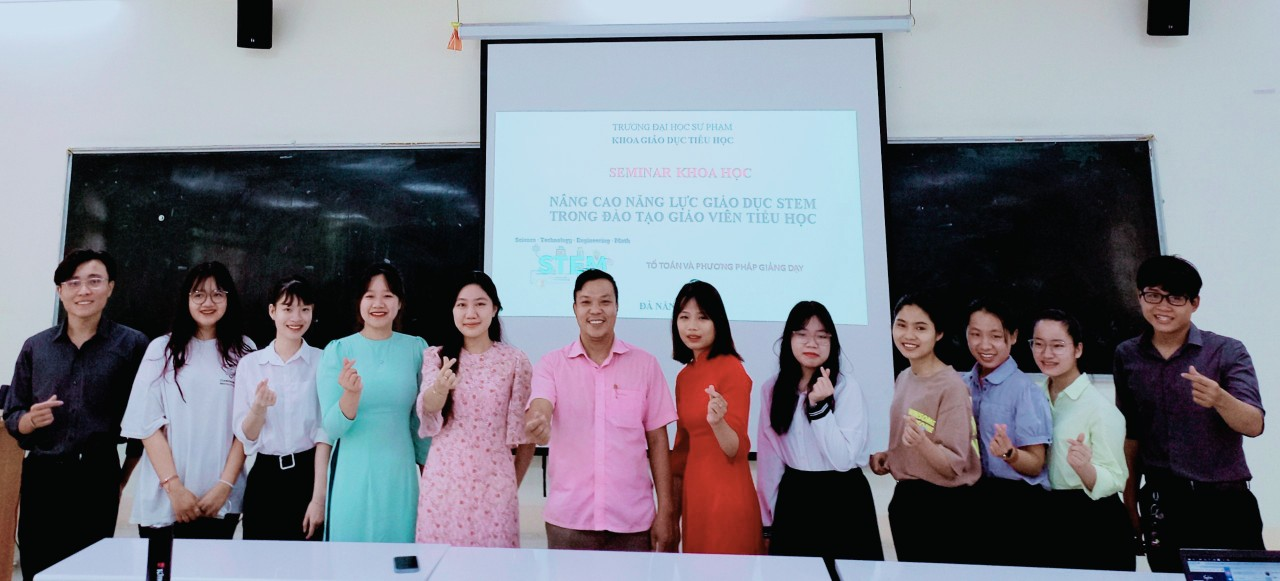 TRƯỜNG ĐẠI HỌC SƯ PHẠM
KHOA GIÁO DỤC TIỂU HỌC
SEMINAR KHOA HỌC
NÂNG CAO NĂNG LỰC GIÁO DỤC STEM
TRONG ĐÀO TẠO GIÁO VIÊN TIỂU HỌC
Science · Technology · Engineering · Math
STEM
TỔ TOÁN VÀ PHƯƠNG PHÁP GIẢNG DẠY
ĐÀ NẴN